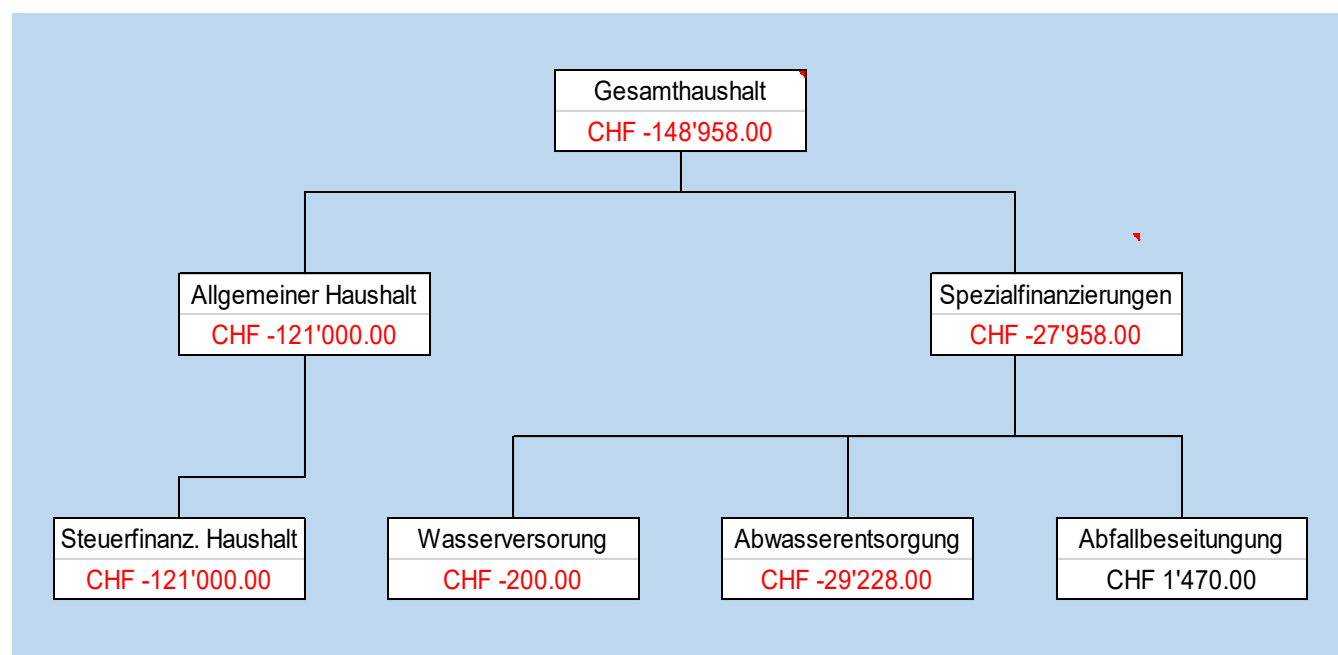 Gesamthaushalt
CHF -148'958.00
Allgemeiner Haushalt
CHF -121'000.00
Spezialfinanzierungen
CHF -27'958.00
Steuerfinanz. Haushalt
CHF -121'000.00
Wasserversorung
CHF -200.00
Abwasserentsorgung
CHF -29'228.00
Abfallbeseitungung
CHF 1'470.00